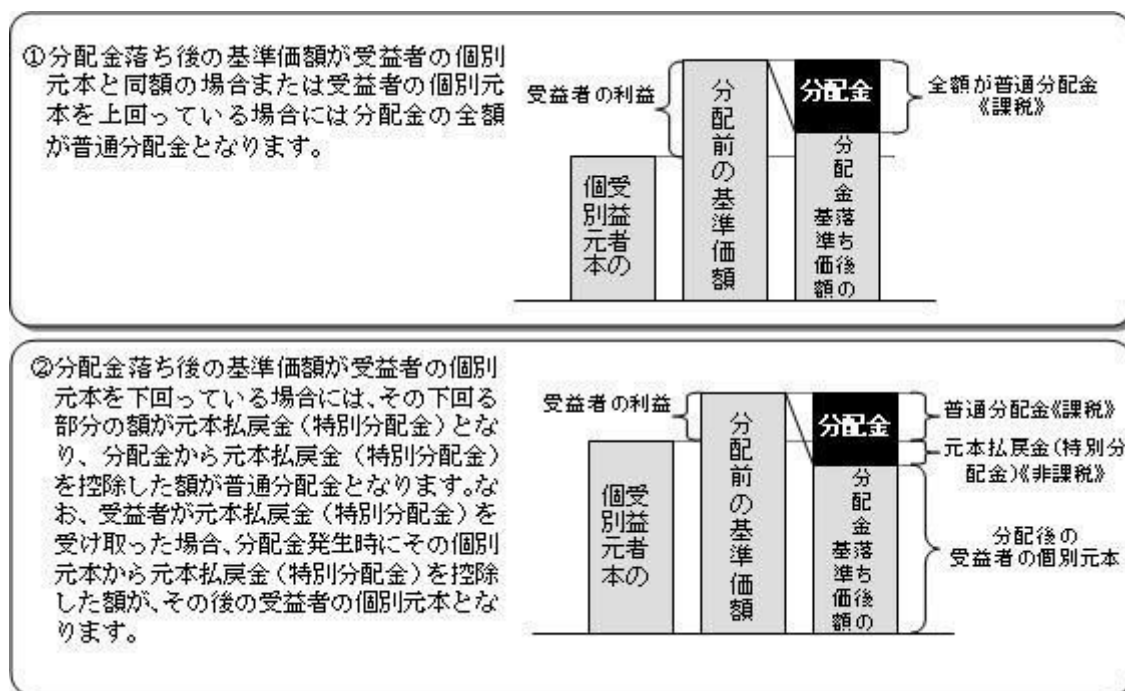 ①分配金落ち後の基準価額が受益者の個別
元本と同額の場合または受益者の個別元
本を上回っている場合には分配金の全額
が普通分配金となります。
受益者の利益
受益者の
個別元本
分配前の基準価額
分配金
分配金落ち後の
基準価額
全額が普通分配金
《課税》
②分配金落ち後の基準価額が受益者の個別
元本を下回っている場合には、その下回る
部分の額が元本払戻金(特別分配金)とな
り、分配金から元本払戻金(特別分配金)
を控除した額が普通分配金となります。な
お、受益者が元本払戻金(特別分配金)を
受け取った場合、分配金発生時にその個別
元本から元本払戻金(特別分配金)を控除
した額が、その後の受益者の個別元本とな
ります。
受益者の利益
受益者の
個別元本
分配前の基準価額
分配金
分配金落ち後の
基準価額
普通分配金《課税》
元本払戻金(特別分
配金)《非課税》
分配後の
受益者の個別元本